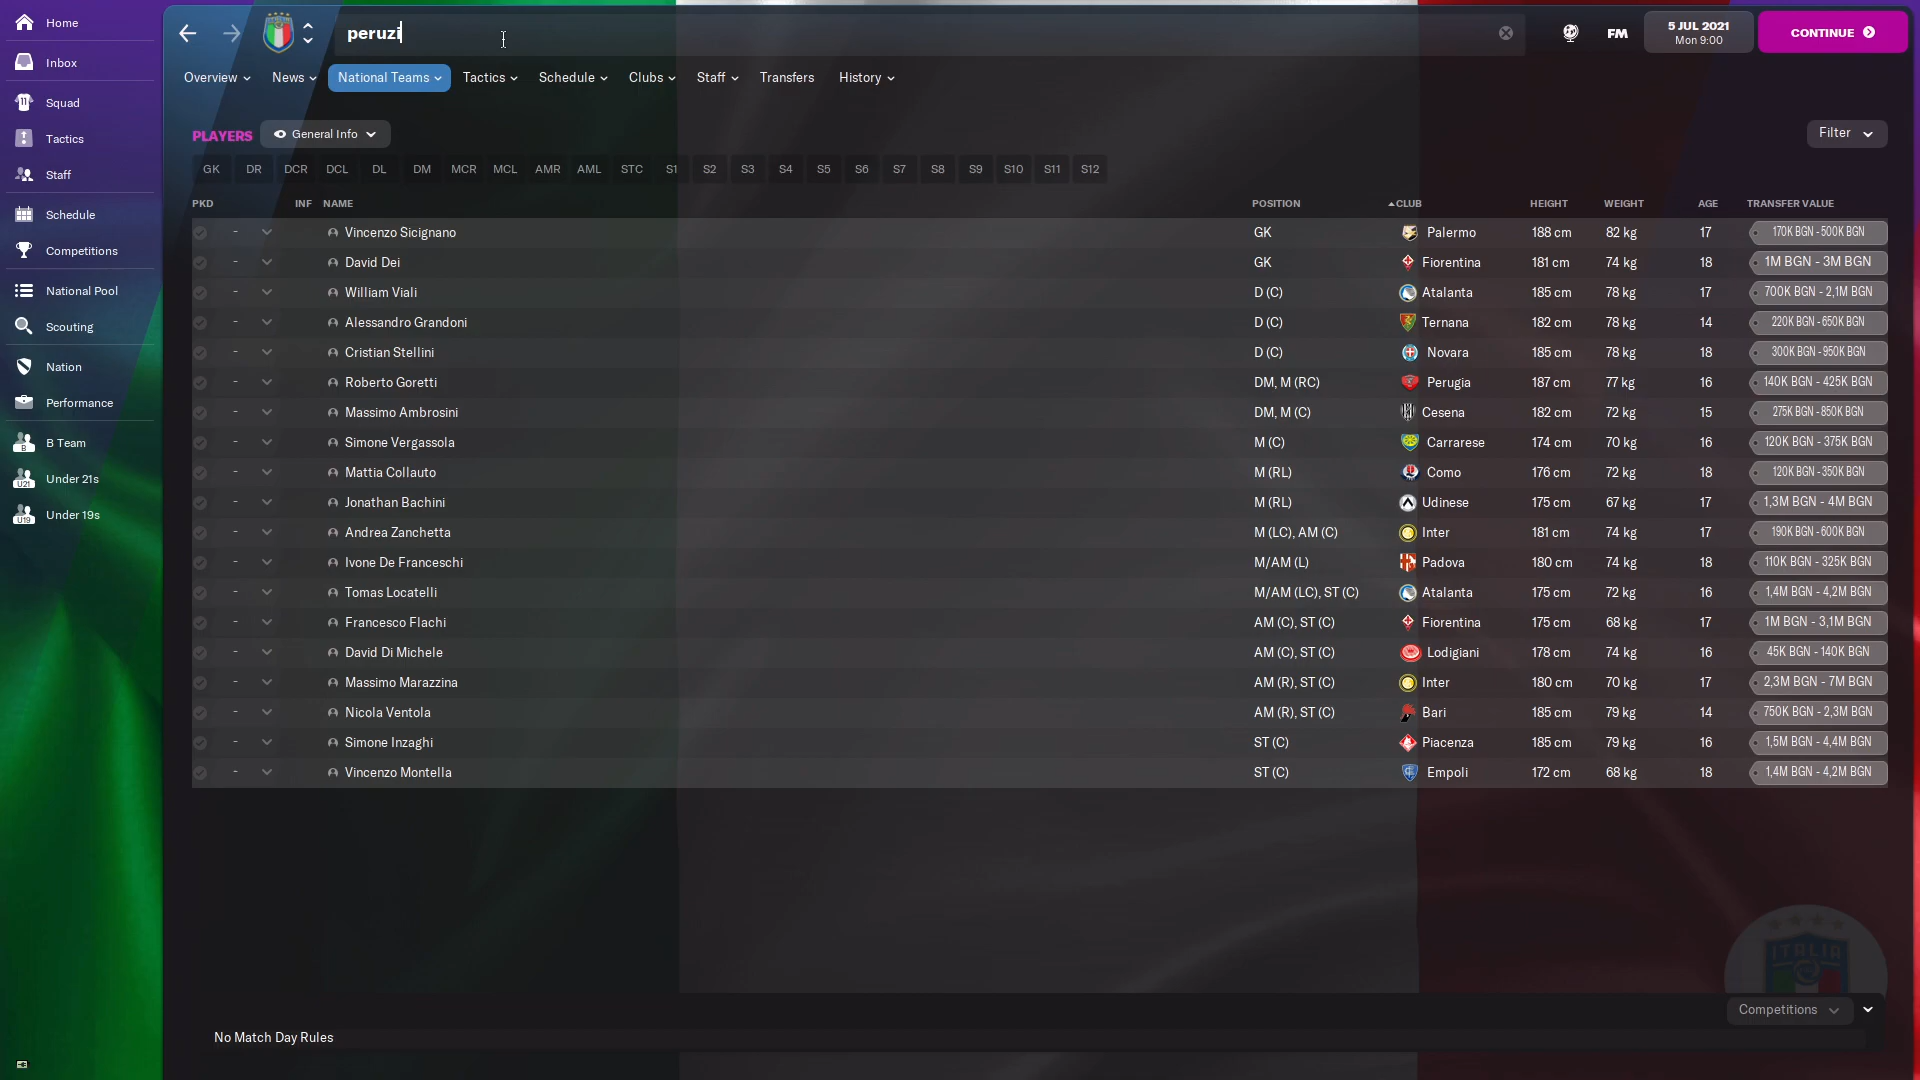 Home
Inbox
Squad
Tactics
Staff
Schedule
Competitions
National Pool
Scouting
Nation
Performance
B Team
Under 21s
Under 19s
peruzi
FM
5 JUL 2021
Mon 9:00
CONTINUE
Overview News National Teams Tactics Schedule Clubs Staff Transfers History
PLAYERS General Info Filter
GK DR DCR DCL DL DM MCR MCL AMR AML STC S1 S2 S3 S4 S5 S6 S7 S8 S9 S10 S11 S12
PKD INF NAME POSITION CLUB HEIGHT WEIGHT AGE TRANSFER VALUE
- Vincenzo Sicignano GK Palermo 188 cm 82 kg 17 170K BGN - 500K BGN
- David Dei GK Fiorentina 181 cm 74 kg 18 1M BGN - 3M BGN
- William Viali D (C) Atalanta 185 cm 78 kg 17 700K BGN - 2,1M BGN
- Alessandro Grandoni D (C) Ternana 182 cm 78 kg 14 220K BGN - 650K BGN
- Cristian Stellini D (C) Novara 185 cm 78 kg 18 300K BGN - 950K BGN
- Roberto Goretti DM, M (RC) Perugia 187 cm 77 kg 16 140K BGN - 425K BGN
- Massimo Ambrosini DM, M (C) Cesena 182 cm 72 kg 15 275K BGN - 850K BGN
- Simone Vergassola M (C) Carrarese 174 cm 70 kg 16 120K BGN - 375K BGN
- Mattia Collauto M (RL) Como 176 cm 72 kg 18 120K BGN - 350K BGN
- Jonathan Bachini M (RL) Udinese 175 cm 67 kg 17 1,3M BGN - 4M BGN
- Andrea Zanchetta M (LC), AM (C) Inter 181 cm 74 kg 17 190K BGN - 600K BGN
- Ivone De Franceschi M/AM (L) Padova 180 cm 74 kg 18 110K BGN - 325K BGN
- Tomas Locatelli M/AM (LC), ST (C) Atalanta 175 cm 72 kg 16 1,4M BGN - 4,2M BGN
- Francesco Flachi AM (C), ST (C) Fiorentina 175 cm 68 kg 17 1M BGN - 3,1M BGN
- David Di Michele AM (C), ST (C) Lodigiani 178 cm 74 kg 16 45K BGN - 140K BGN
- Massimo Marazzina AM (R), ST (C) Inter 180 cm 70 kg 17 2,3M BGN - 7M BGN
- Nicola Ventola AM (R), ST (C) Bari 185 cm 79 kg 14 750K BGN - 2,3M BGN
- Simone Inzaghi ST (C) Piacenza 185 cm 79 kg 16 1,5M BGN - 4,4M BGN
- Vincenzo Montella ST (C) Empoli 172 cm 68 kg 18 1,4M BGN - 4,2M BGN
ITALIA
Competitions
No Match Day Rules